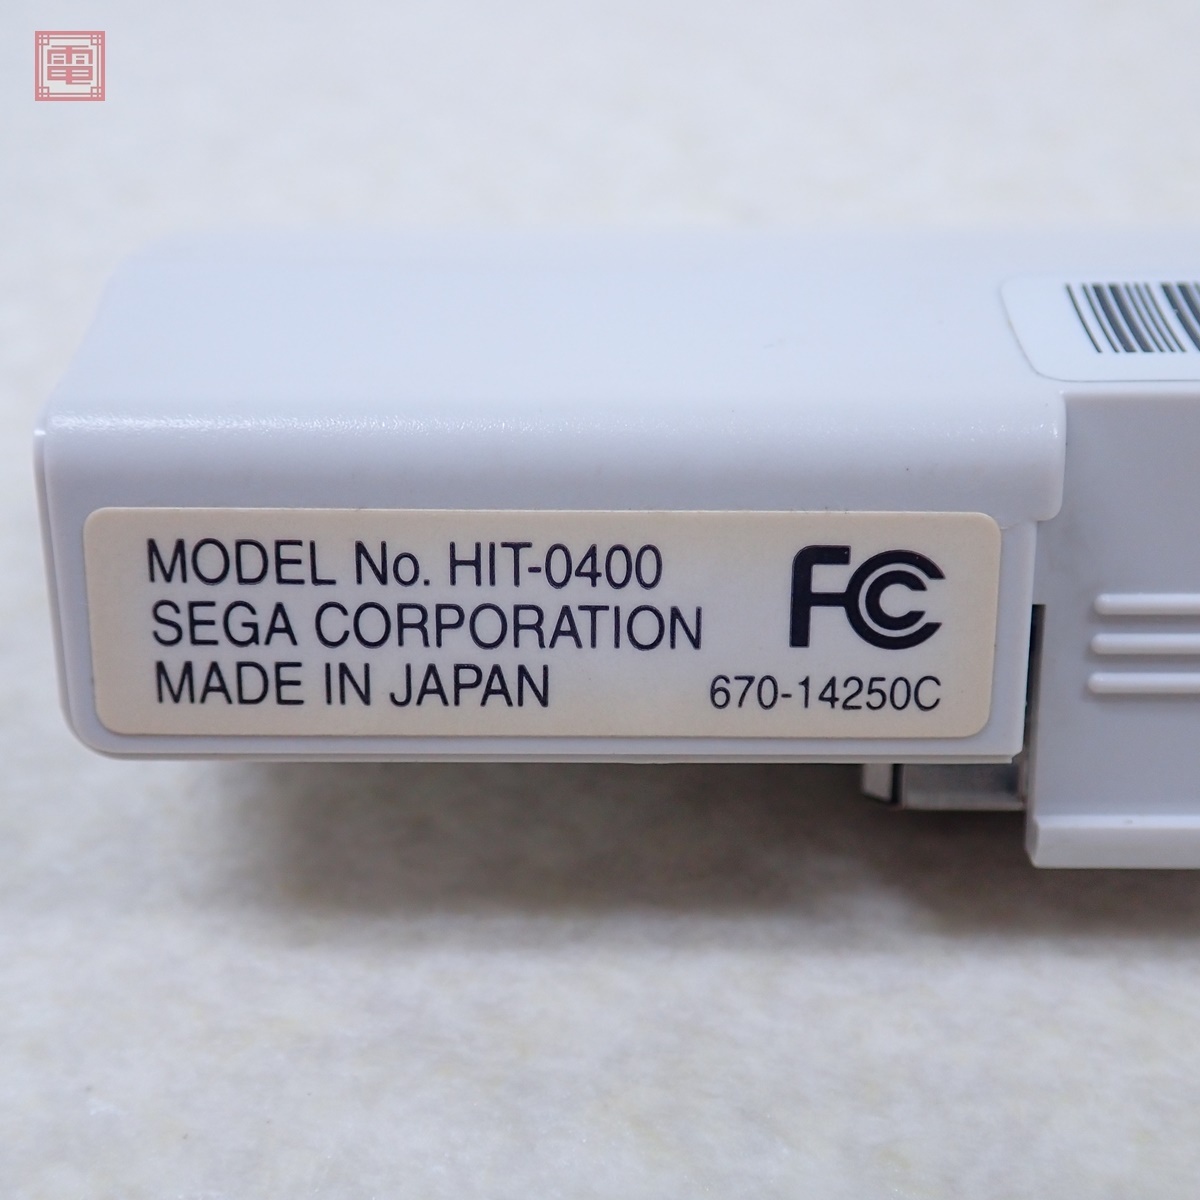 電
MODEL No. HIT-0400
SEGA CORPORATION
MADE IN JAPAN
FC
670-14250C